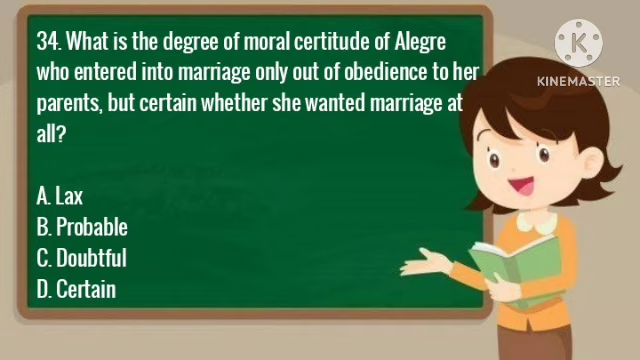 34. What is the degree of moral certitude of Alegre
who entered into marriage only out of obedience to her
parents, but certain whether she wanted marriage at
all?
A. Lax
B. Probable
C. Doubtful
D. Certain
K
KINEMASTER